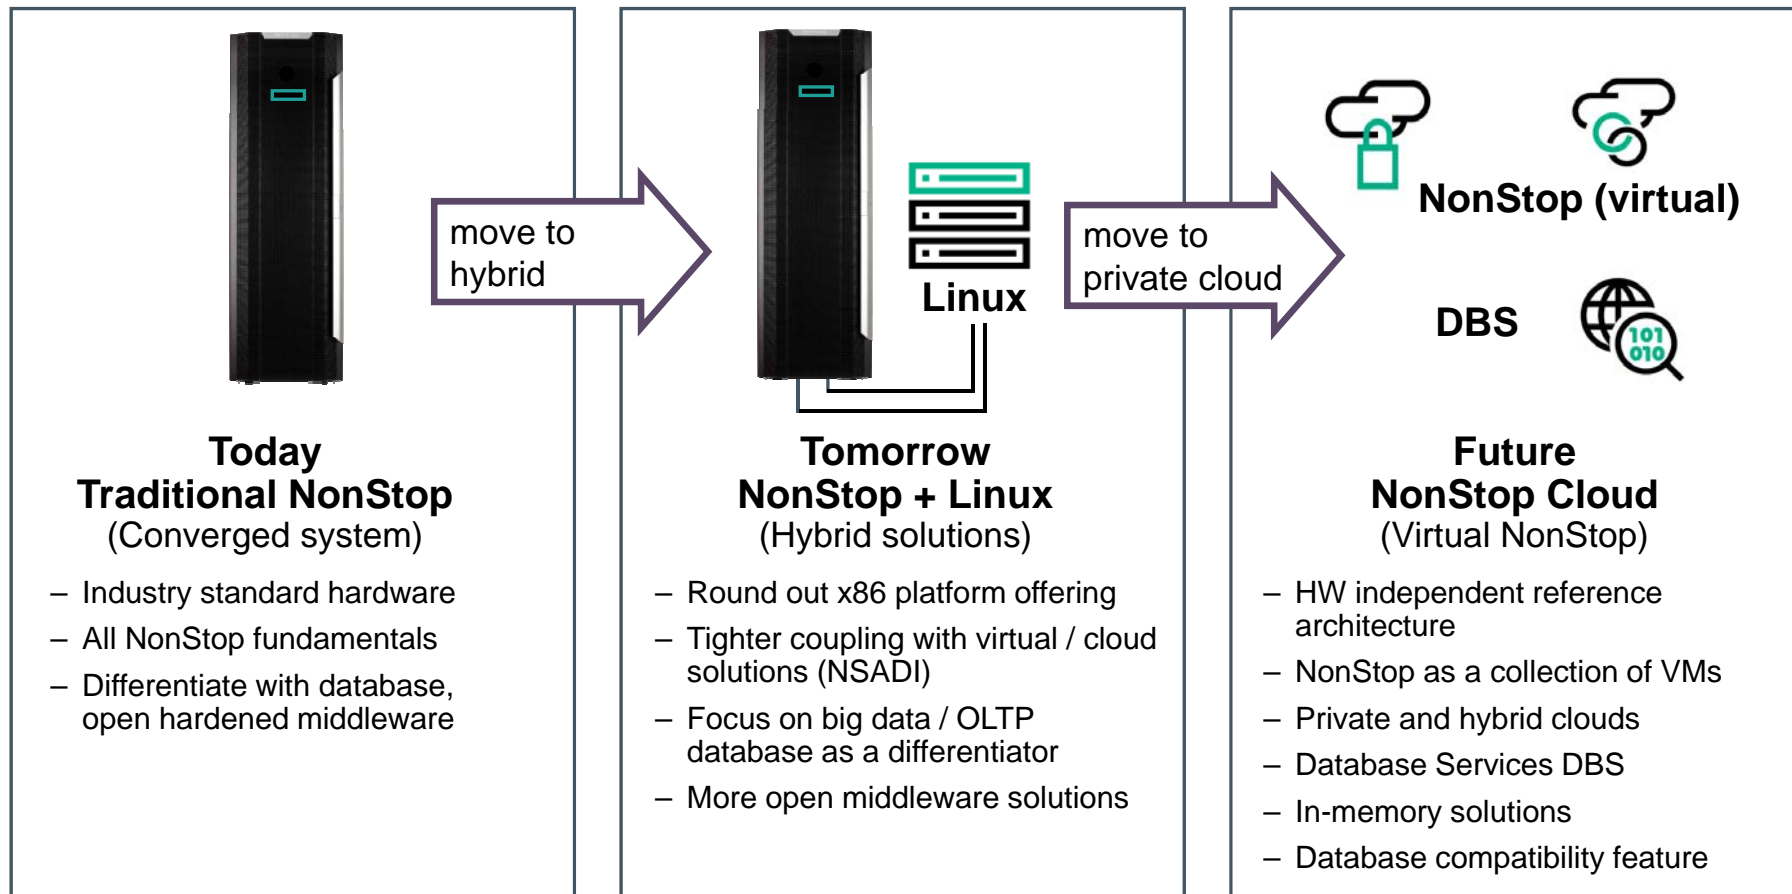 move to
hybrid
Today
Traditional NonStop
(Converged system)
– Industry standard hardware
– All NonStop fundamentals
– Differentiate with database,
open hardened middleware
Linux
move to
private cloud
Tomorrow
NonStop + Linux
(Hybrid solutions)
– Round out x86 platform offering
– Tighter coupling with virtual / cloud
solutions (NSADI)
– Focus on big data / OLTP
database as a differentiator
– More open middleware solutions
NonStop (virtual)
DBS
101
010
Future
NonStop Cloud
(Virtual NonStop)
– HW independent reference
architecture
– NonStop as a collection of VMs
– Private and hybrid clouds
– Database Services DBS
– In-memory solutions
– Database compatibility feature